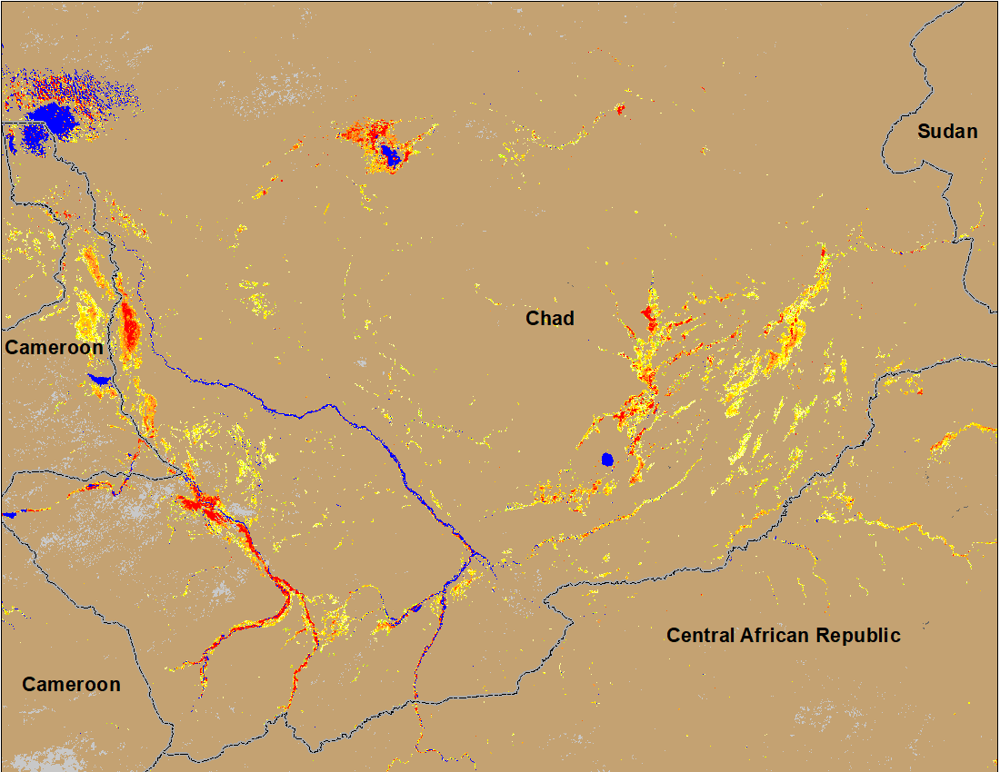 Sudan
Chad
Cameroon
Central African Republic
Cameroon